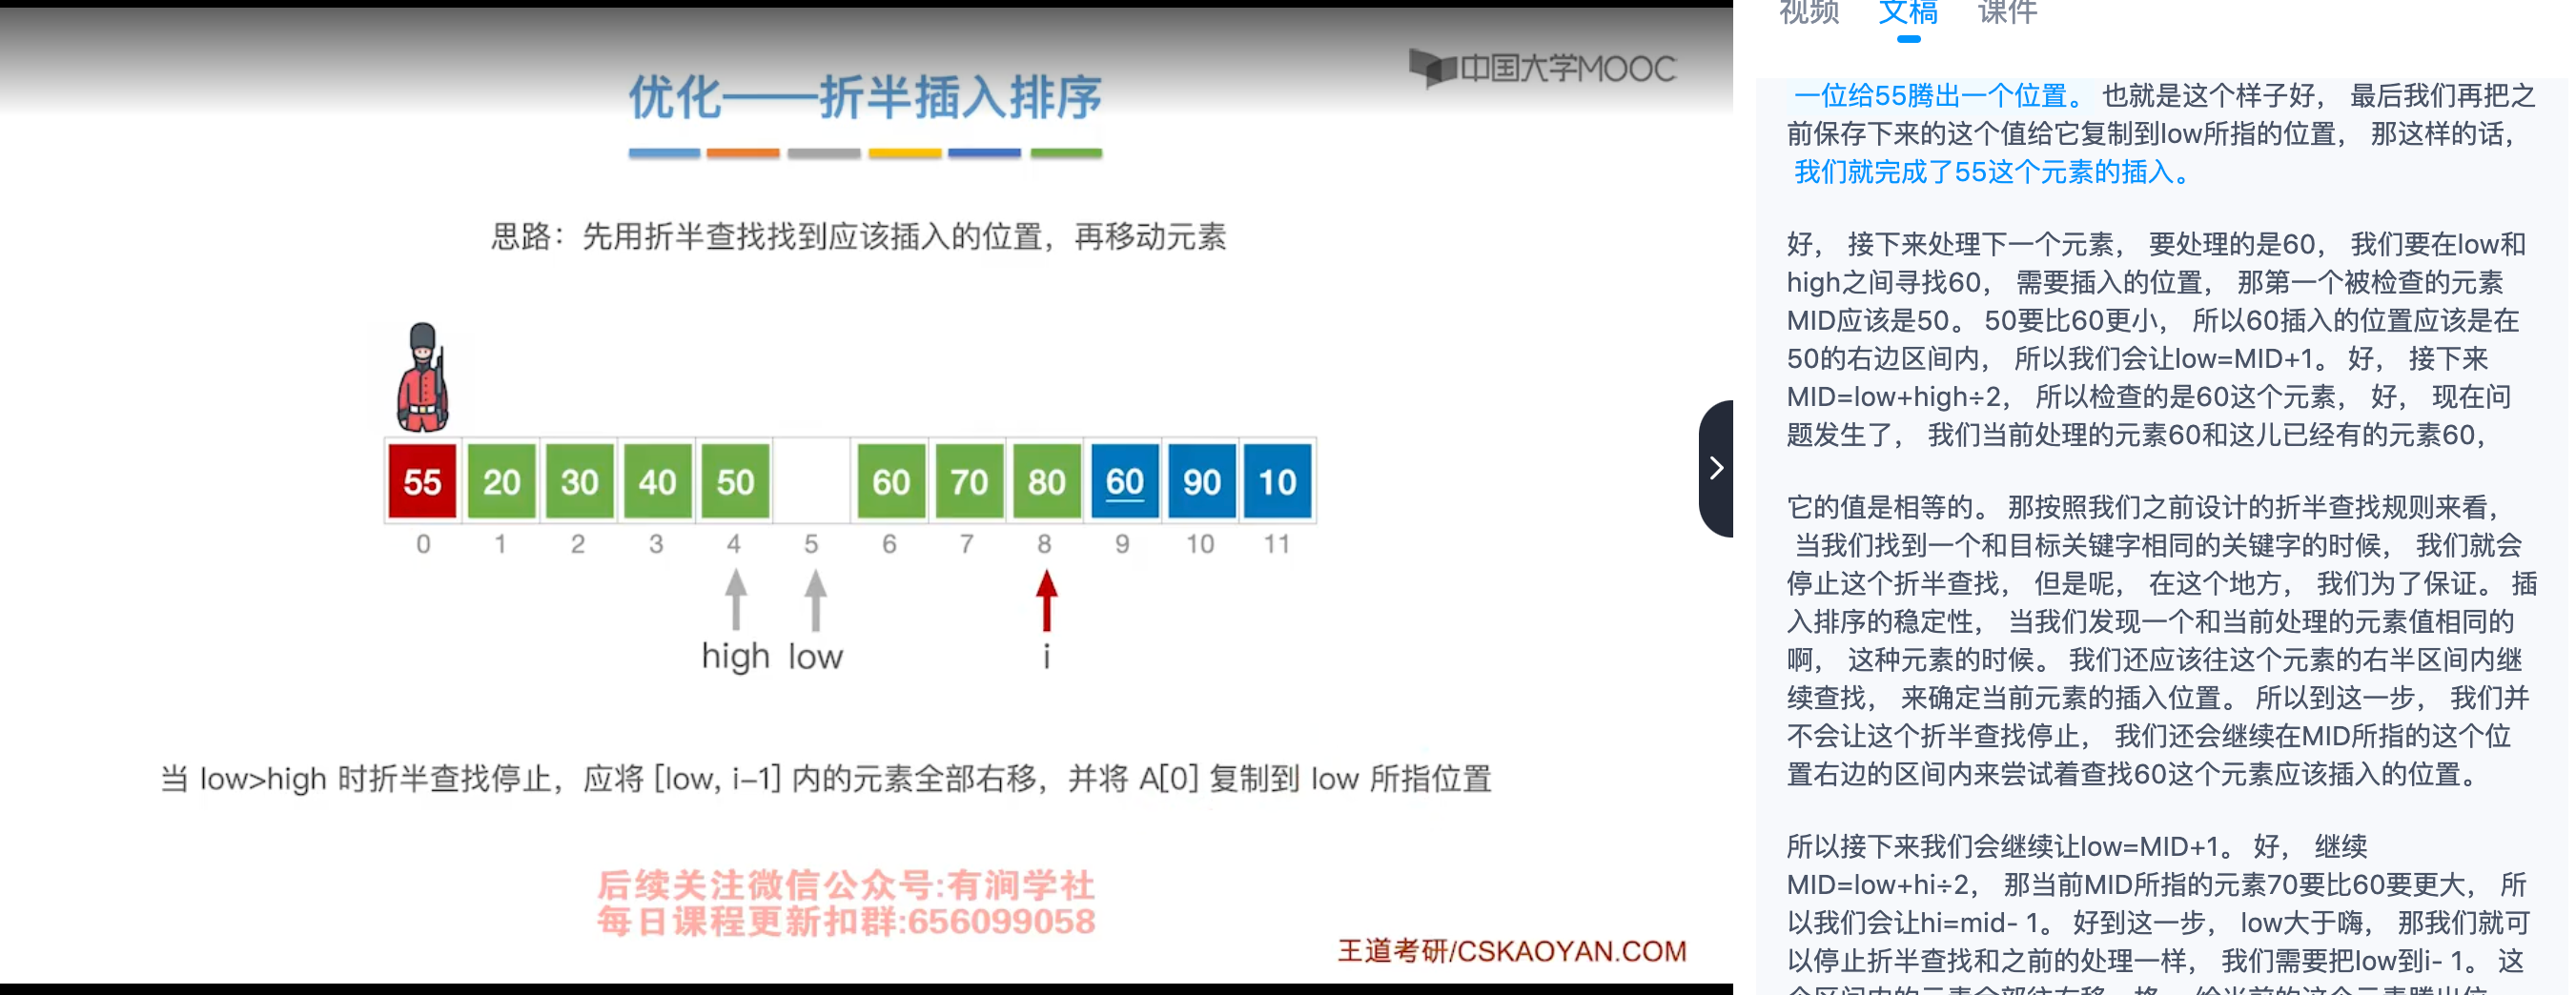 中国大学MOOC
优化——折半插入排序
思路：先用折半查找找到应该插入的位置，再移动元素
55 20 30 40 50 60 70 80 60 90 10
0 1 2 3 4 5 6 7 8 9 10 11
high low i
当 low>high 时折半查找停止，应将 [low, i–1] 内的元素全部右移，并将 A[0] 复制到 low 所指位置
后续关注微信公众号:有涧学社
每日课程更新扣群:656099058
王道考研/CSKAOYAN.COM
视频 文稿 课件
一位给55腾出一个位置。 也就是这个样子好， 最后我们再把之
前保存下来的这个值给它复制到low所指的位置， 那这样的话，
我们就完成了55这个元素的插入。
好， 接下来处理下一个元素， 要处理的是60， 我们要在low和
high之间寻找60， 需要插入的位置， 那第一个被检查的元素
MID应该是50。 50要比60更小， 所以60插入的位置应该是在
50的右边区间内， 所以我们会让low=MID+1。 好， 接下来
MID=low+high÷2， 所以检查的是60这个元素， 好， 现在问
题发生了， 我们当前处理的元素60和这儿已经有的元素60，
它的值是相等的。 那按照我们之前设计的折半查找规则来看，
当我们找到一个和目标关键字相同的关键字的时候， 我们就会
停止这个折半查找， 但是呢， 在这个地方， 我们为了保证。 插
入排序的稳定性， 当我们发现一个和当前处理的元素值相同的
啊， 这种元素的时候。 我们还应该往这个元素的右半区间内继
续查找， 来确定当前元素的插入位置。 所以到这一步， 我们并
不会让这个折半查找停止， 我们还会继续在MID所指的这个位
置右边的区间内来尝试着查找60这个元素应该插入的位置。
所以接下来我们会继续让low=MID+1。 好， 继续
MID=low+hi÷2， 那当前MID所指的元素70要比60要更大， 所
以我们会让hi=mid- 1。 好到这一步， low大于嗨， 那我们就可
以停止折半查找和之前的处理一样， 我们需要把low到i- 1。 这